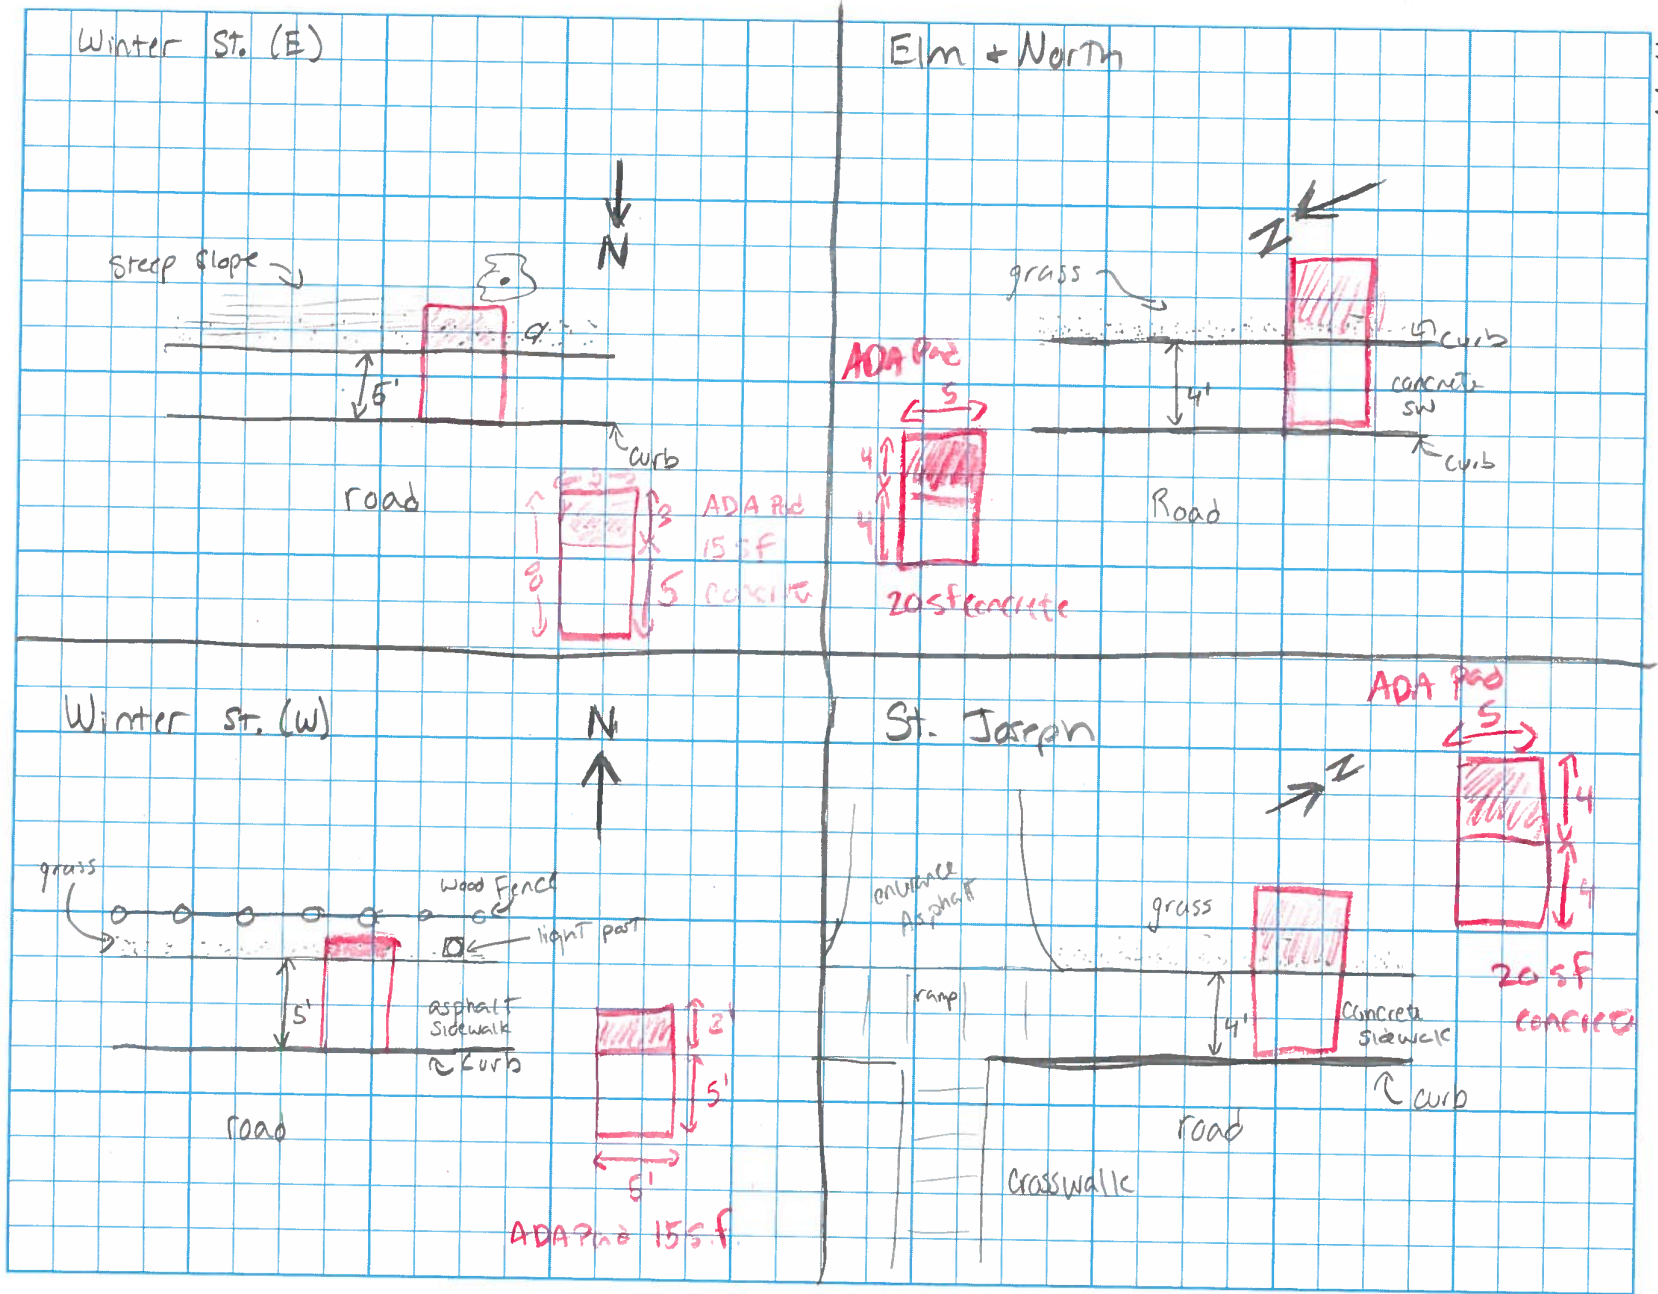 Winter St. (E)
N
Steep Slope
5'
curb
road
3
8
5
ADA Pad
15 sf
concrete
Elm + North
N
grass
curb
4'
concrete
SW
curb
Road
ADA Pad
5
4
4
20 sf concrete
Winter St. (W)
N
grass
wood Fence
light post
5'
asphalt
sidewalk
curb
road
2'
5'
5'
ADA Pad 15 s.f.
St. Joseph
N
entrance
Asphalt
grass
ramp
4'
concrete
sidewalk
curb
road
crosswalk
ADA Pad
5
4
4
20 sf
concrete